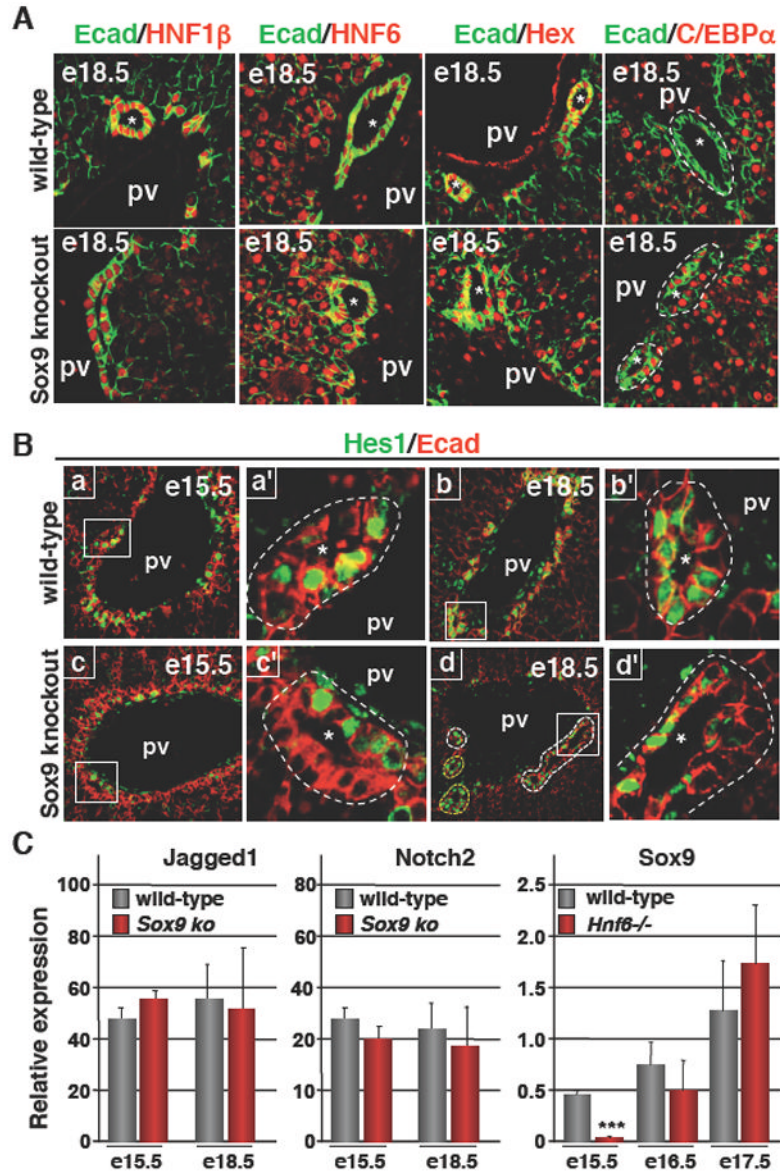 A
Ecad/HNF1β Ecad/HNF6 Ecad/Hex Ecad/C/EBPα
wild-type
e18.5 * pv
e18.5 * pv
e18.5 pv * *
e18.5 pv *
Sox9 knockout
e18.5 pv
e18.5 * pv
e18.5 * pv
e18.5 pv * *
B
Hes1/Ecad
wild-type
a e15.5 pv
a' * pv
b e18.5 pv
b' pv *
Sox9 knockout
c e15.5 pv
c' pv *
d e18.5 pv
d' pv *
C
Relative expression
Jagged1
100
80
60
40
20
0
wild-type
Sox9 ko
e15.5 e18.5
Notch2
20
80
60
20
10
0
wild-type
Sox9 ko
e15.5 e18.5
Sox9
2.5
2.0
1.5
1.0
0.5
0
wild-type
Hnf6-/-
***
e15.5 e16.5 e17.5